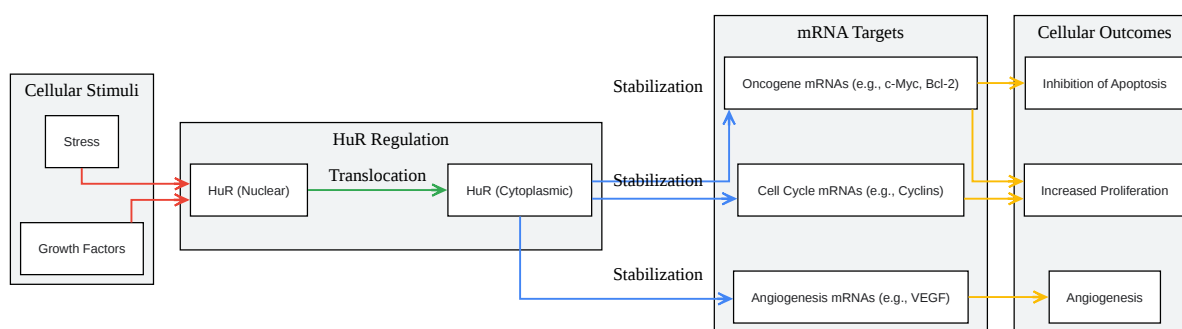 Cellular Stimuli
Stress
Growth Factors
HuR Regulation
HuR (Nuclear)
Translocation
HuR (Cytoplasmic)
Stabilization
Stabilization
Stabilization
mRNA Targets
Oncogene mRNAs (e.g., c-Myc, Bcl-2)
Cell Cycle mRNAs (e.g., Cyclins)
Angiogenesis mRNAs (e.g., VEGF)
Cellular Outcomes
Inhibition of Apoptosis
Increased Proliferation
Angiogenesis